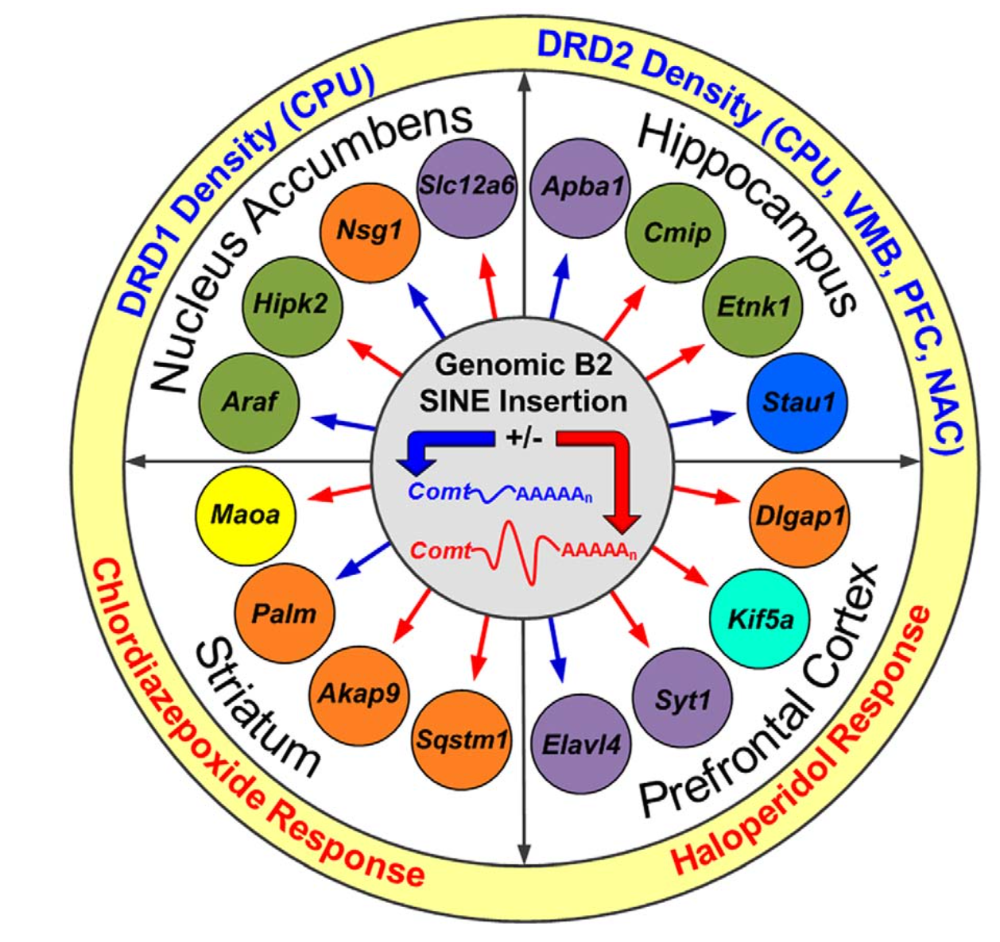 DRD1 Density (CPU)
DRD2 Density (CPU, VMB, PFC, NAC)
Nucleus Accumbens
Hippocampus
Slc12a6
Apba1
Nsg1
Cmip
Hipk2
Etnk1
Araf
Stau1
Genomic B2
SINE Insertion
+/-
Comt AAAAAn
Comt AAAAAn
Maoa
Dlgap1
Palm
Kif5a
Akap9
Syt1
Sqstm1
Elavl4
Striatum
Prefrontal Cortex
Chlordiazepoxide Response
Haloperidol Response